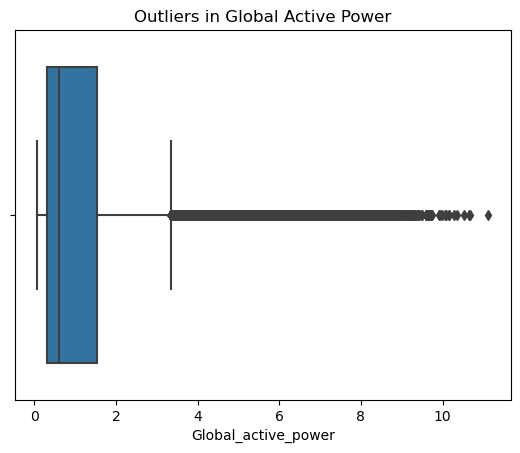 Outliers in Global Active Power
0 2 4 6 8 10
Global_active_power